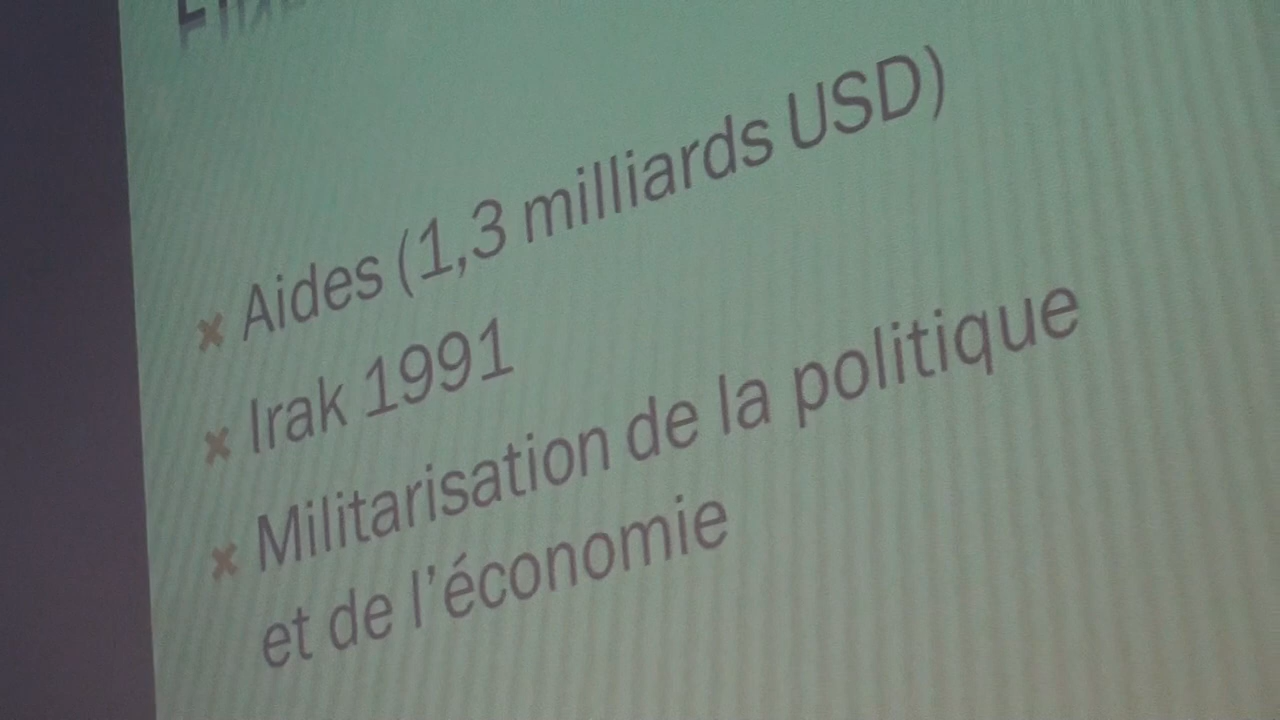 Aides (1,3 milliards USD)
Irak 1991
Militarisation de la politique
et de l'économie